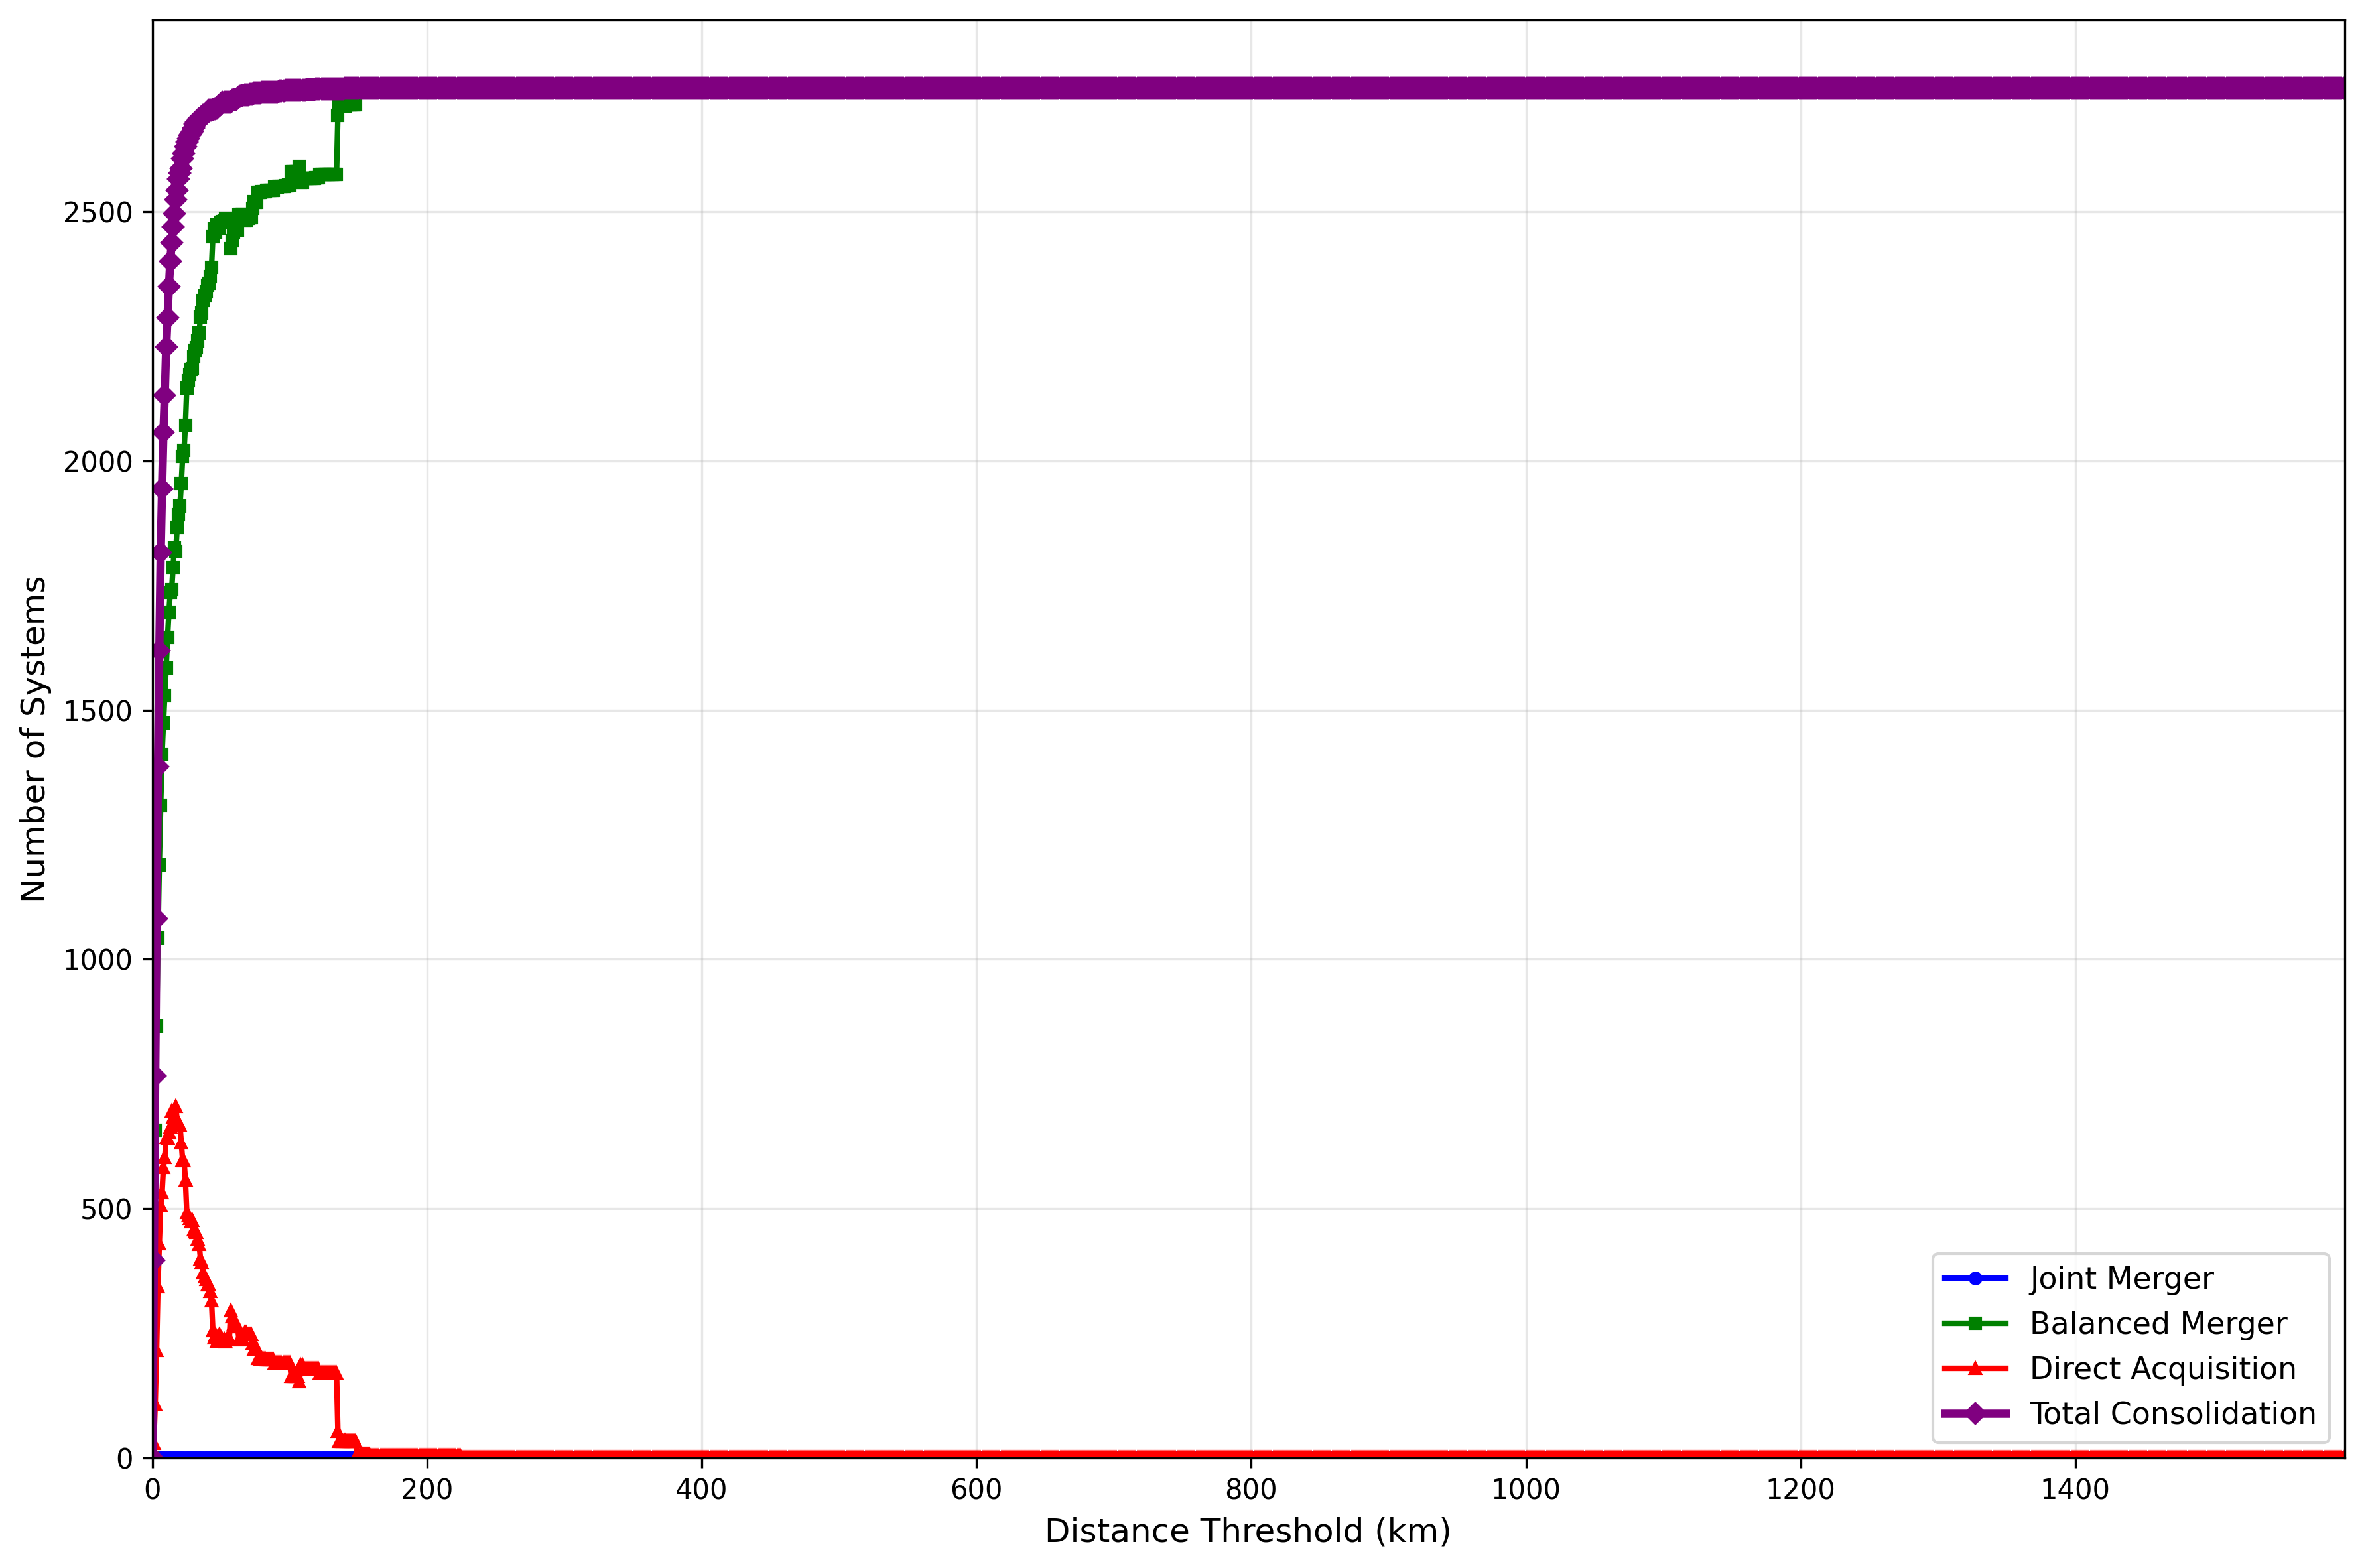 2500
2000
1500
1000
500
0
Number of Systems
0 200 400 600 800 1000 1200 1400
Distance Threshold (km)
Joint Merger
Balanced Merger
Direct Acquisition
Total Consolidation